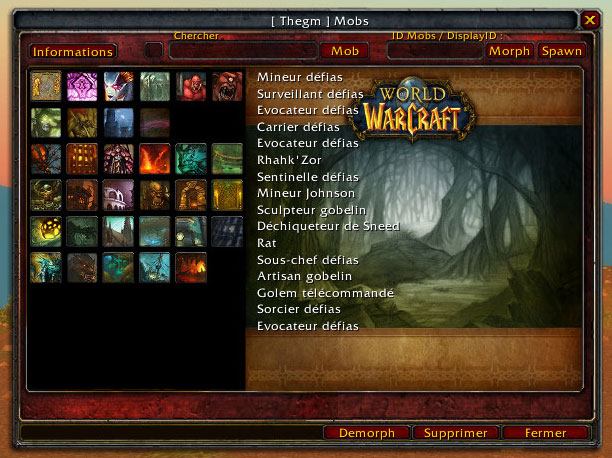 [ Thegm ] Mobs
Chercher
ID Mobs / DisplayID :
Informations
Mob
Morph
Spawn
Mineur défias
Surveillant défias
Evocateur défias
Carrier défias
Evocateur défias
Rhahk'Zor
Sentinelle défias
Mineur Johnson
Sculpteur gobelin
Déchiqueteur de Sneed
Rat
Sous-chef défias
Artisan gobelin
Golem télécommandé
Sorcier défias
Evocateur défias
WORLD
OF
WARCRAFT
Demorph
Supprimer
Fermer